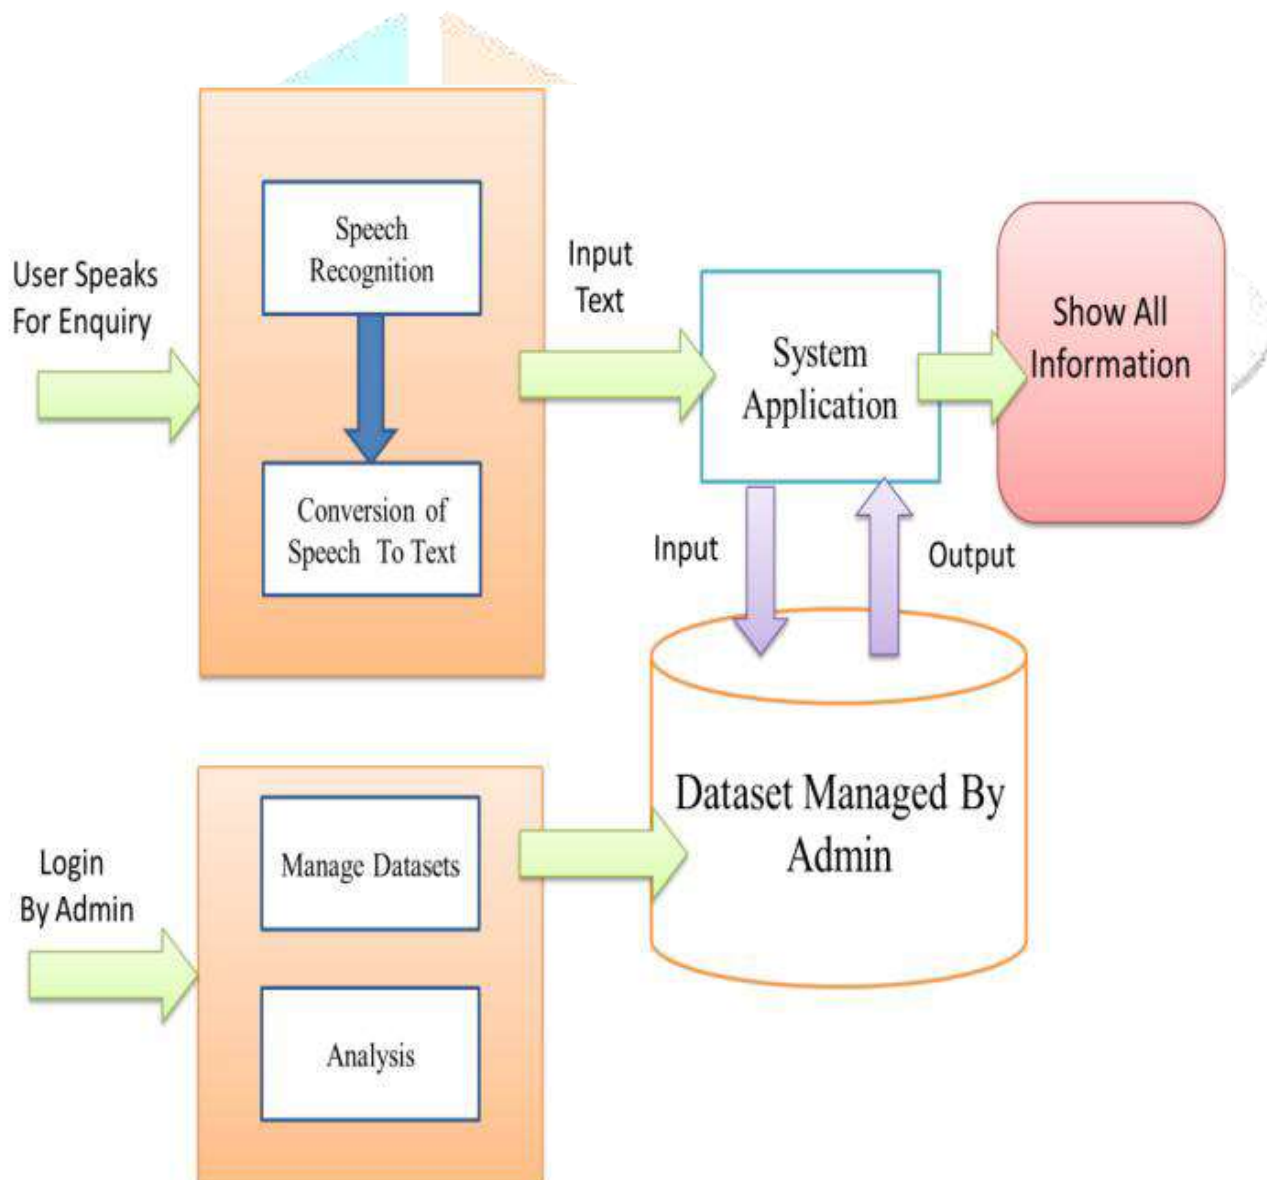 User Speaks
For Enquiry
Speech
Recognition
Conversion of
Speech To Text
Input
Text
System
Application
Show All
Information
Input
Output
Dataset Managed By
Admin
Login
By Admin
Manage Datasets
Analysis